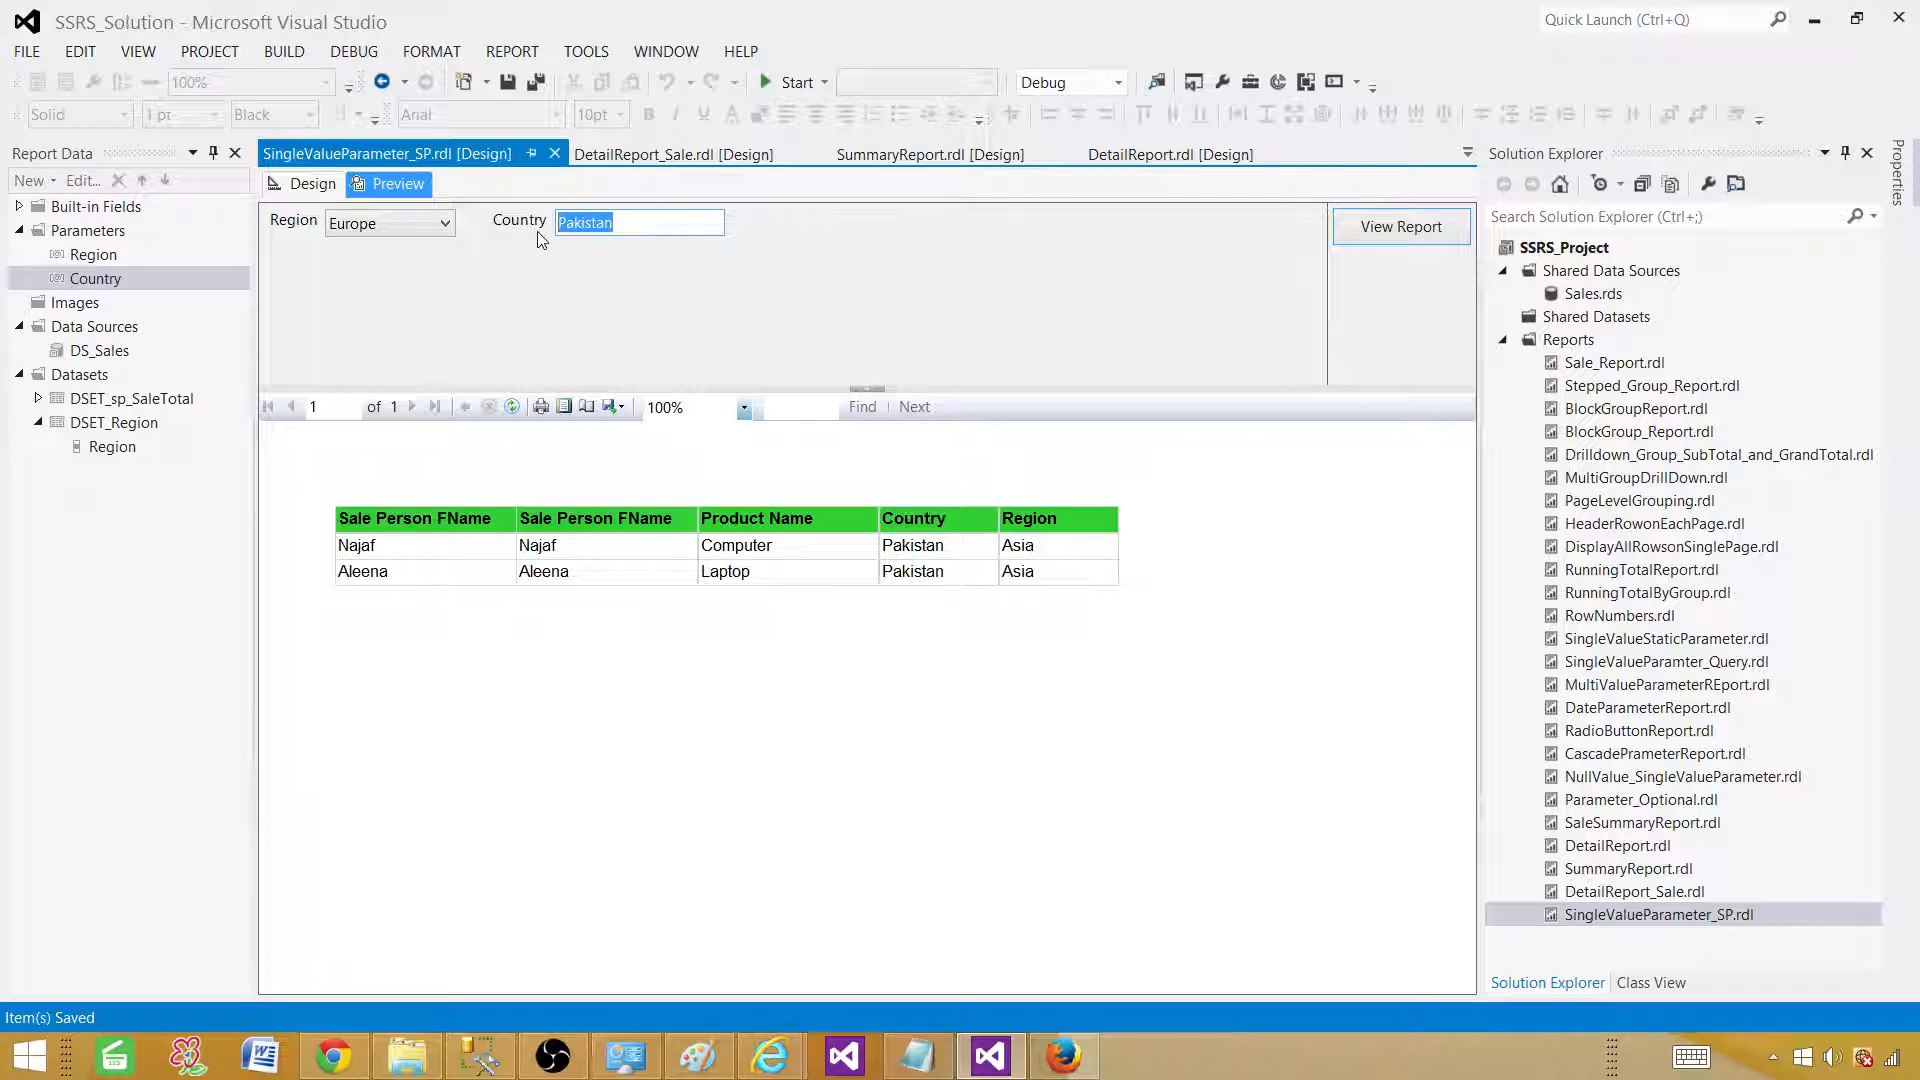 SSRS_Solution - Microsoft Visual Studio
Quick Launch (Ctrl+Q)
FILE EDIT VIEW PROJECT BUILD DEBUG FORMAT REPORT TOOLS WINDOW HELP
100% Start Debug
Solid 1 pt Black Arial 10pt B I U A
Report Data
New Edit...
Built-in Fields
Parameters
Region
Country
Images
Data Sources
DS_Sales
Datasets
DSET_sp_SaleTotal
DSET_Region
Region
SingleValueParameter_SP.rdl [Design] DetailReport_Sale.rdl [Design] SummaryReport.rdl [Design] DetailReport.rdl [Design]
Design Preview
Region Europe Country Pakistan View Report
1 of 1 100% Find Next
Sale Person FName Sale Person FName Product Name Country Region
Najaf Najaf Computer Pakistan Asia
Aleena Aleena Laptop Pakistan Asia
Solution Explorer
Search Solution Explorer (Ctrl+;)
SSRS_Project
Shared Data Sources
Sales.rds
Shared Datasets
Reports
Sale_Report.rdl
Stepped_Group_Report.rdl
BlockGroupReport.rdl
BlockGroup_Report.rdl
Drilldown_Group_SubTotal_and_GrandTotal.rdl
MultiGroupDrillDown.rdl
PageLevelGrouping.rdl
HeaderRowonEachPage.rdl
DisplayAllRowsonSinglePage.rdl
RunningTotalReport.rdl
RunningTotalByGroup.rdl
RowNumbers.rdl
SingleValueStaticParameter.rdl
SingleValueParamter_Query.rdl
MultiValueParameterREport.rdl
DateParameterReport.rdl
RadioButtonReport.rdl
CascadePrameterReport.rdl
NullValue_SingleValueParameter.rdl
Parameter_Optional.rdl
SaleSummaryReport.rdl
DetailReport.rdl
SummaryReport.rdl
DetailReport_Sale.rdl
SingleValueParameter_SP.rdl
Solution Explorer Class View
Properties
Item(s) Saved